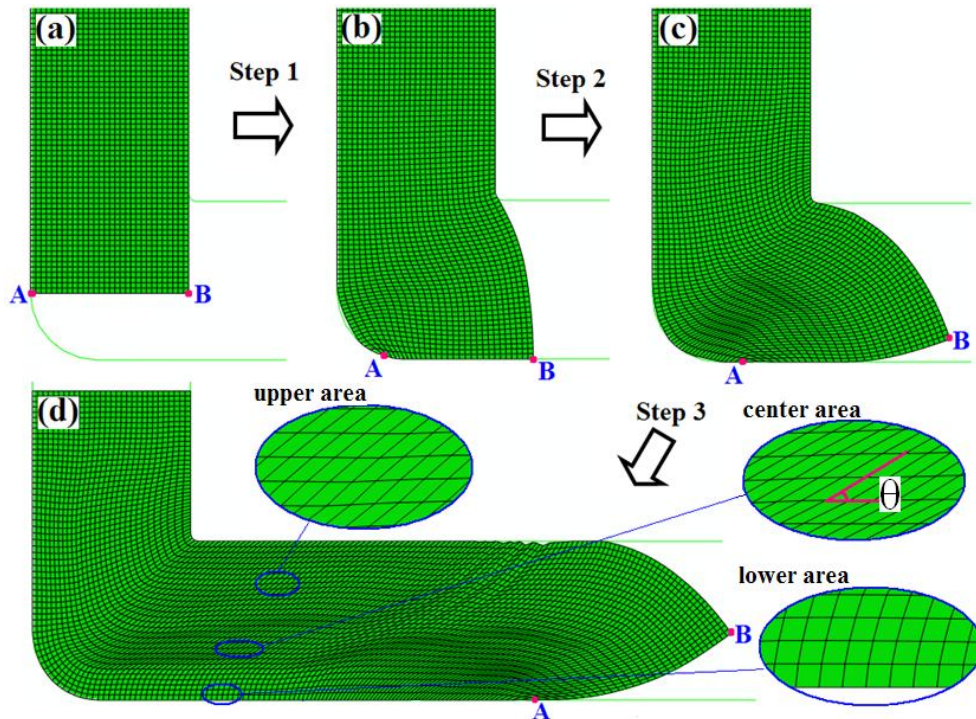 (a)
Step 1
(b)
Step 2
(c)
A
B
A
B
A
B
(d)
upper area
Step 3
center area
θ
lower area
B
A